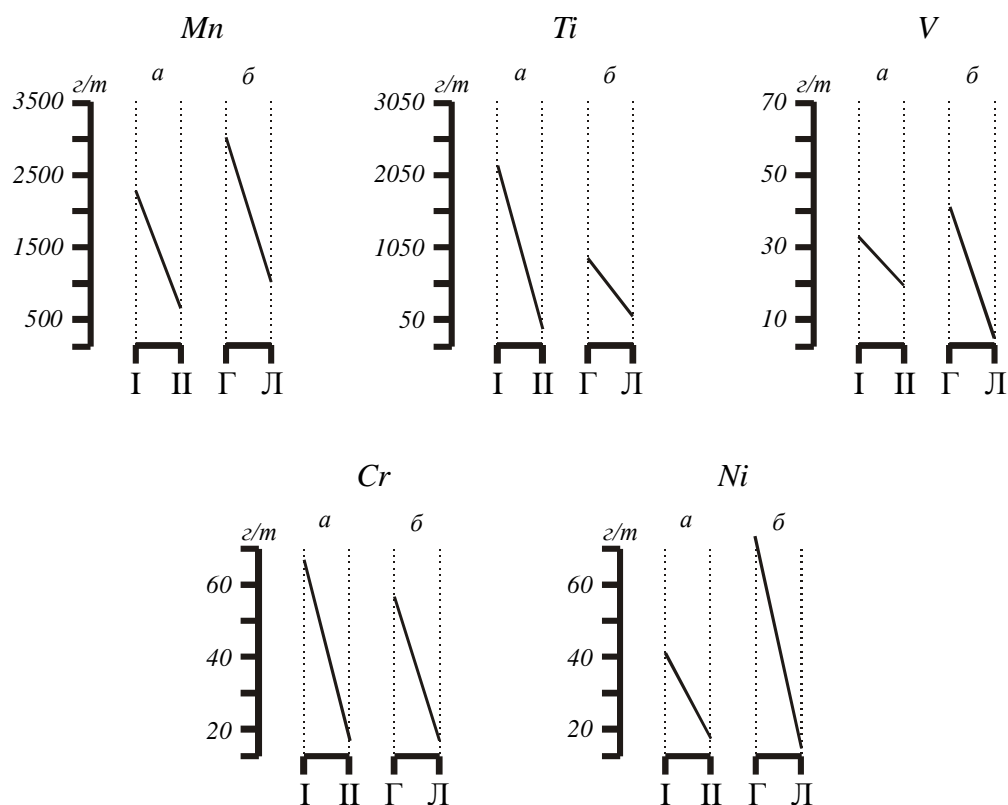 Mn
Ti
V
г/т а б
г/т а б
г/т а б
3500
2500
1500
500
3050
2050
1050
50
70
50
30
10
I II Г Л
I II Г Л
I II Г Л
Cr
Ni
г/т а б
г/т а б
60
40
20
60
40
20
I II Г Л
I II Г Л